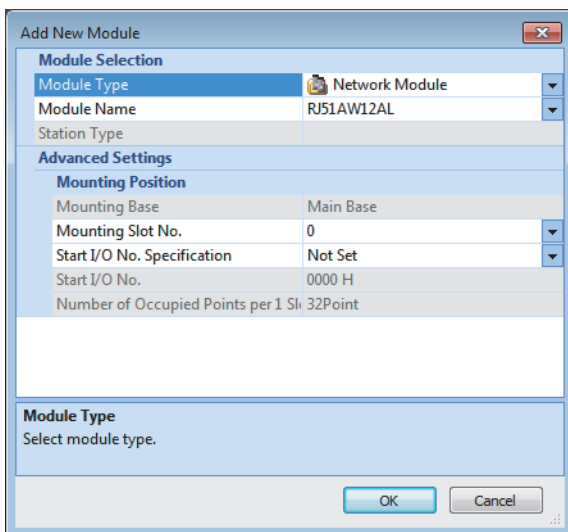 Add New Module
Module Selection
Module Type Network Module
Module Name RJ51AW12AL
Station Type
Advanced Settings
Mounting Position
Mounting Base Main Base
Mounting Slot No. 0
Start I/O No. Specification Not Set
Start I/O No. 0000 H
Number of Occupied Points per 1 Sl 32Point
Module Type
Select module type.
OK Cancel